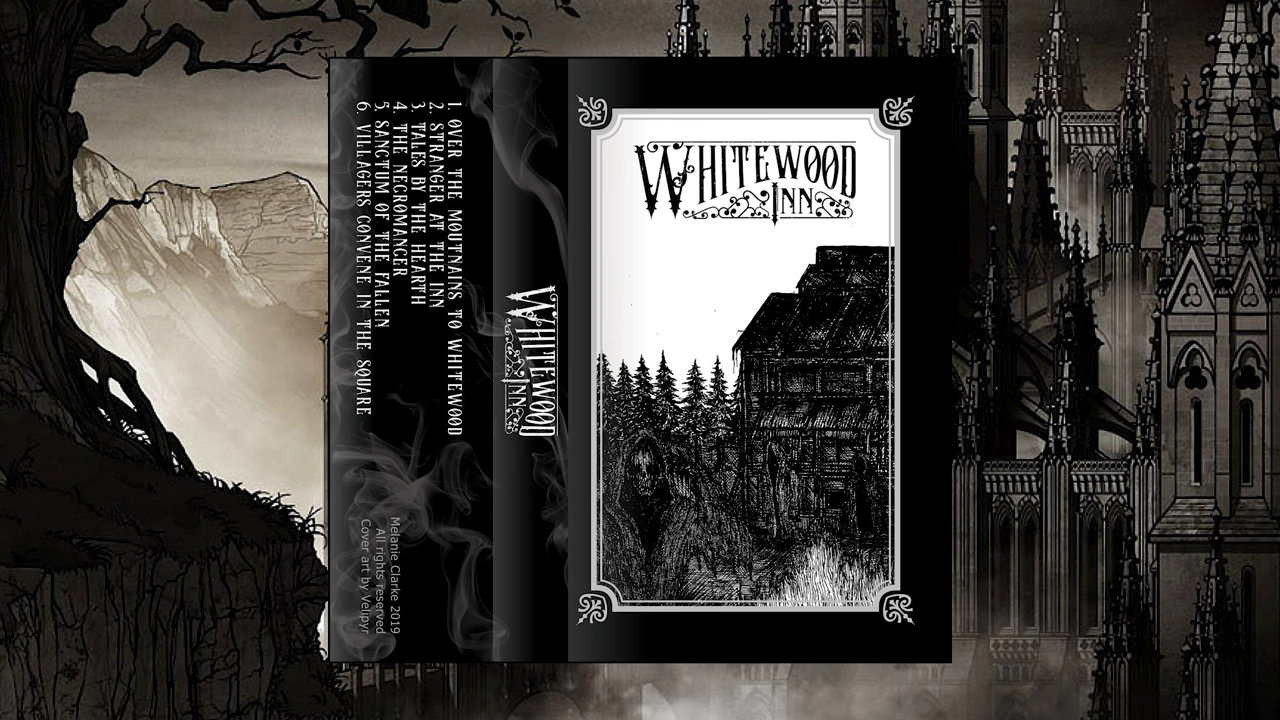 1. OVER THE MOUTNAINS TO WHITEWOOD
2. STRANGER AT THE INN
3. TALES BY THE HEARTH
4. THE NECROMANCER
5. SANCTUM OF THE FALLEN
6. VILLAGERS CONVENE IN THE SQUARE
Melanie Clarke 2019
All rights reserved
Cover art by Velipyr
WHITEWOOD
INN
WHITEWOOD
INN